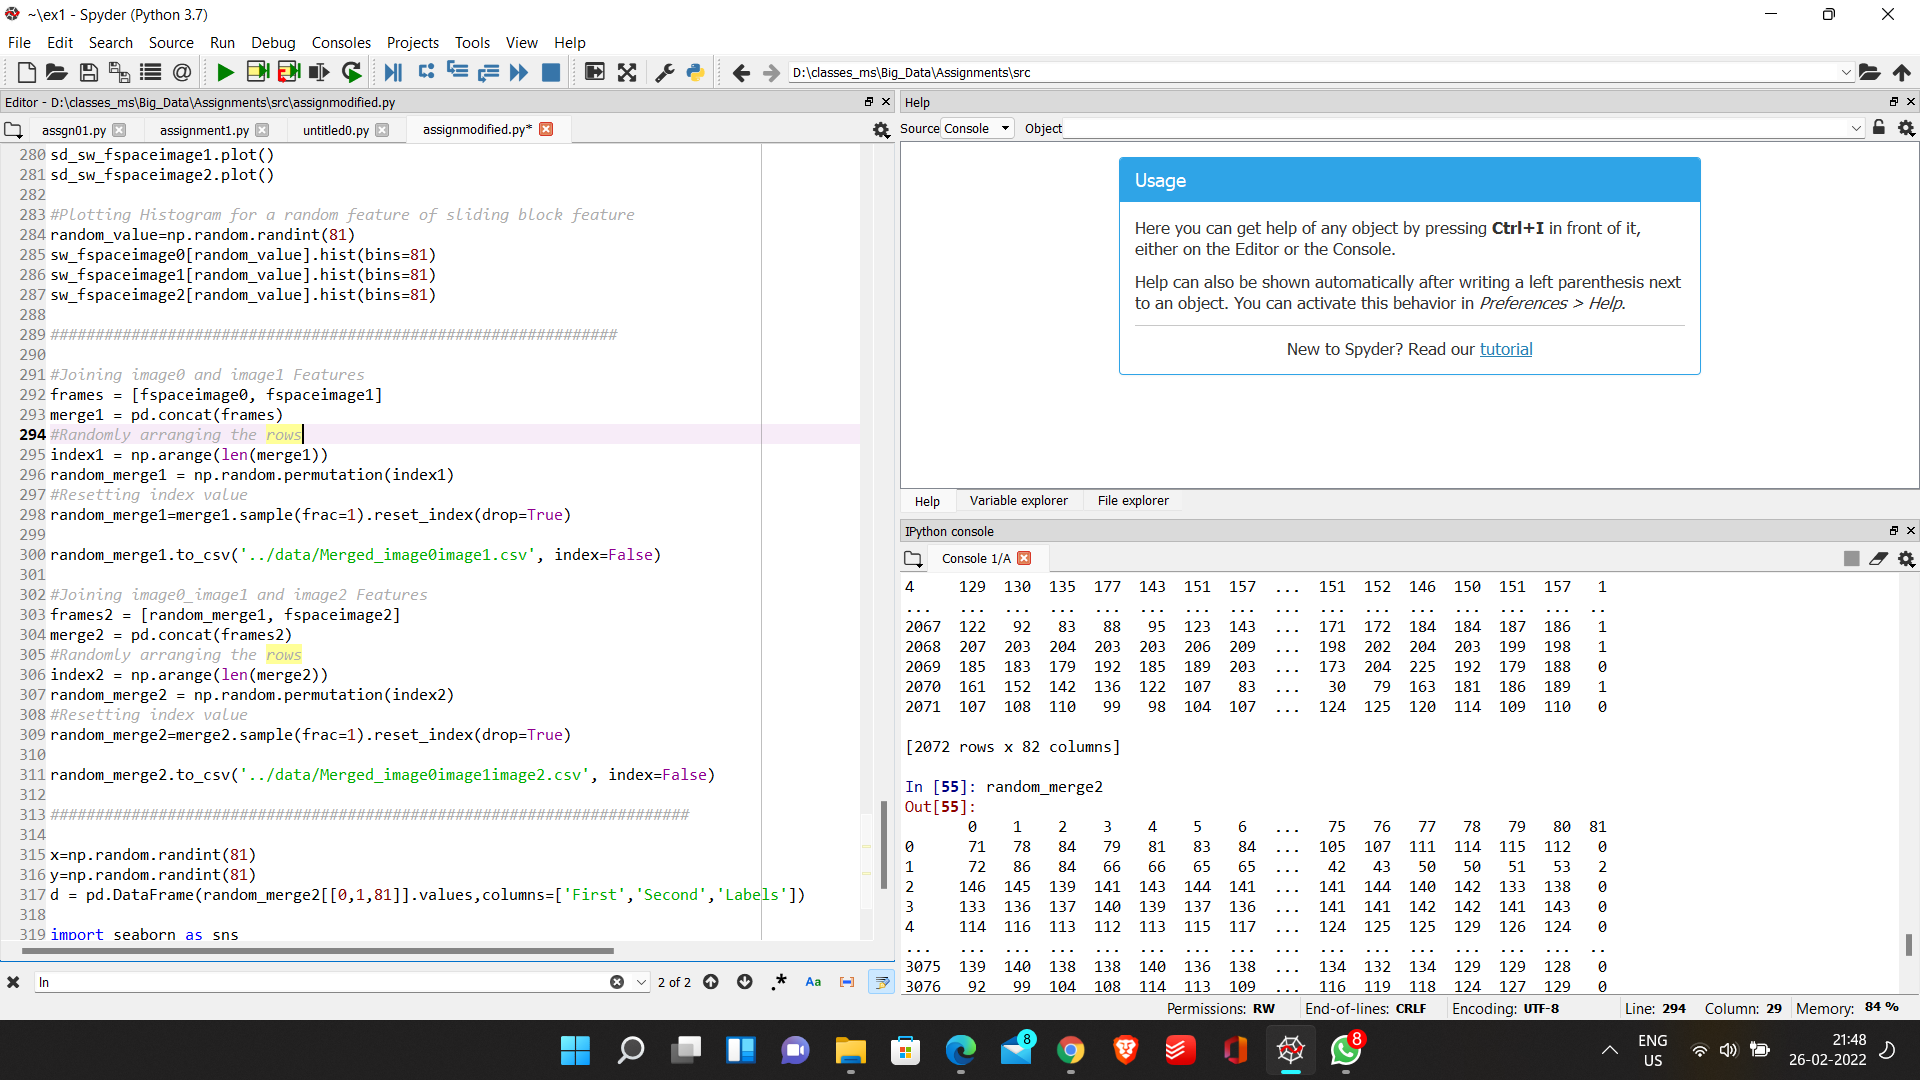 ~\ex1 - Spyder (Python 3.7)
File Edit Search Source Run Debug Consoles Projects Tools View Help
D:\classes_ms\Big_Data\Assignments\src
Editor - D:\classes_ms\Big_Data\Assignments\src\assignmodified.py
assgn01.py assignment1.py untitled0.py assignmodified.py*
280 sd_sw_fspaceimage1.plot()
281 sd_sw_fspaceimage2.plot()
282
283 #Plotting Histogram for a random feature of sliding block feature
284 random_value=np.random.randint(81)
285 sw_fspaceimage0[random_value].hist(bins=81)
286 sw_fspaceimage1[random_value].hist(bins=81)
287 sw_fspaceimage2[random_value].hist(bins=81)
288
289 ###############################################################
290
291 #Joining image0 and image1 Features
292 frames = [fspaceimage0, fspaceimage1]
293 merge1 = pd.concat(frames)
294 #Randomly arranging the rows
295 index1 = np.arange(len(merge1))
296 random_merge1 = np.random.permutation(index1)
297 #Resetting index value
298 random_merge1=merge1.sample(frac=1).reset_index(drop=True)
299
300 random_merge1.to_csv('../data/Merged_image0image1.csv', index=False)
301
302 #Joining image0_image1 and image2 Features
303 frames2 = [random_merge1, fspaceimage2]
304 merge2 = pd.concat(frames2)
305 #Randomly arranging the rows
306 index2 = np.arange(len(merge2))
307 random_merge2 = np.random.permutation(index2)
308 #Resetting index value
309 random_merge2=merge2.sample(frac=1).reset_index(drop=True)
310
311 random_merge2.to_csv('../data/Merged_image0image1image2.csv', index=False)
312
313 #######################################################################
314
315 x=np.random.randint(81)
316 y=np.random.randint(81)
317 d = pd.DataFrame(random_merge2[[0,1,81]].values,columns=['First','Second','Labels'])
318
319 import seaborn as sns
ln
2 of 2
.* Aa
Help
Source Console Object
Usage
Here you can get help of any object by pressing Ctrl+I in front of it,
either on the Editor or the Console.
Help can also be shown automatically after writing a left parenthesis next
to an object. You can activate this behavior in Preferences > Help.
New to Spyder? Read our tutorial
Help Variable explorer File explorer
IPython console
Console 1/A
4 129 130 135 177 143 151 157 ... 151 152 146 150 151 157 1
... ... ... ... ... ... ... ... ... ... ... ... ... ... ... ..
2067 122 92 83 88 95 123 143 ... 171 172 184 184 187 186 1
2068 207 203 204 203 203 206 209 ... 198 202 204 203 199 198 1
2069 185 183 179 192 185 189 203 ... 173 204 225 192 179 188 0
2070 161 152 142 136 122 107 83 ... 30 79 163 181 186 189 1
2071 107 108 110 99 98 104 107 ... 124 125 120 114 109 110 0
[2072 rows x 82 columns]
In [55]: random_merge2
Out[55]:
0 1 2 3 4 5 6 ... 75 76 77 78 79 80 81
0 71 78 84 79 81 83 84 ... 105 107 111 114 115 112 0
1 72 86 84 66 66 65 65 ... 42 43 50 50 51 53 2
2 146 145 139 141 143 144 141 ... 141 144 140 142 133 138 0
3 133 136 137 140 139 137 136 ... 141 141 142 142 141 143 0
4 114 116 113 112 113 115 117 ... 124 125 125 129 126 124 0
... ... ... ... ... ... ... ... ... ... ... ... ... ... ... ..
3075 139 140 138 138 140 136 138 ... 134 132 134 129 129 128 0
3076 92 99 104 108 114 113 109 ... 116 119 118 124 127 129 0
Permissions: RW End-of-lines: CRLF Encoding: UTF-8 Line: 294 Column: 29 Memory: 84 %
8
8
ENG
US
21:48
26-02-2022